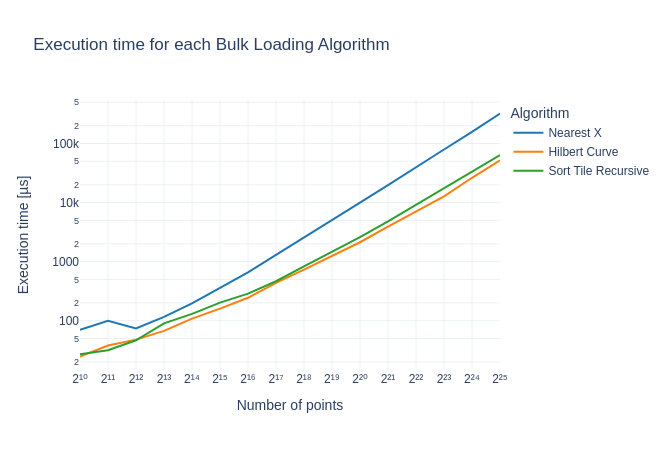 Execution time for each Bulk Loading Algorithm
Algorithm
Nearest X
Hilbert Curve
Sort Tile Recursive
Execution time [µs]
5
2
100k
5
2
10k
5
2
1000
5
2
100
5
2
2¹⁰ 2¹¹ 2¹² 2¹³ 2¹⁴ 2¹⁵ 2¹⁶ 2¹⁷ 2¹⁸ 2¹⁹ 2²⁰ 2²¹ 2²² 2²³ 2²⁴ 2²⁵
Number of points